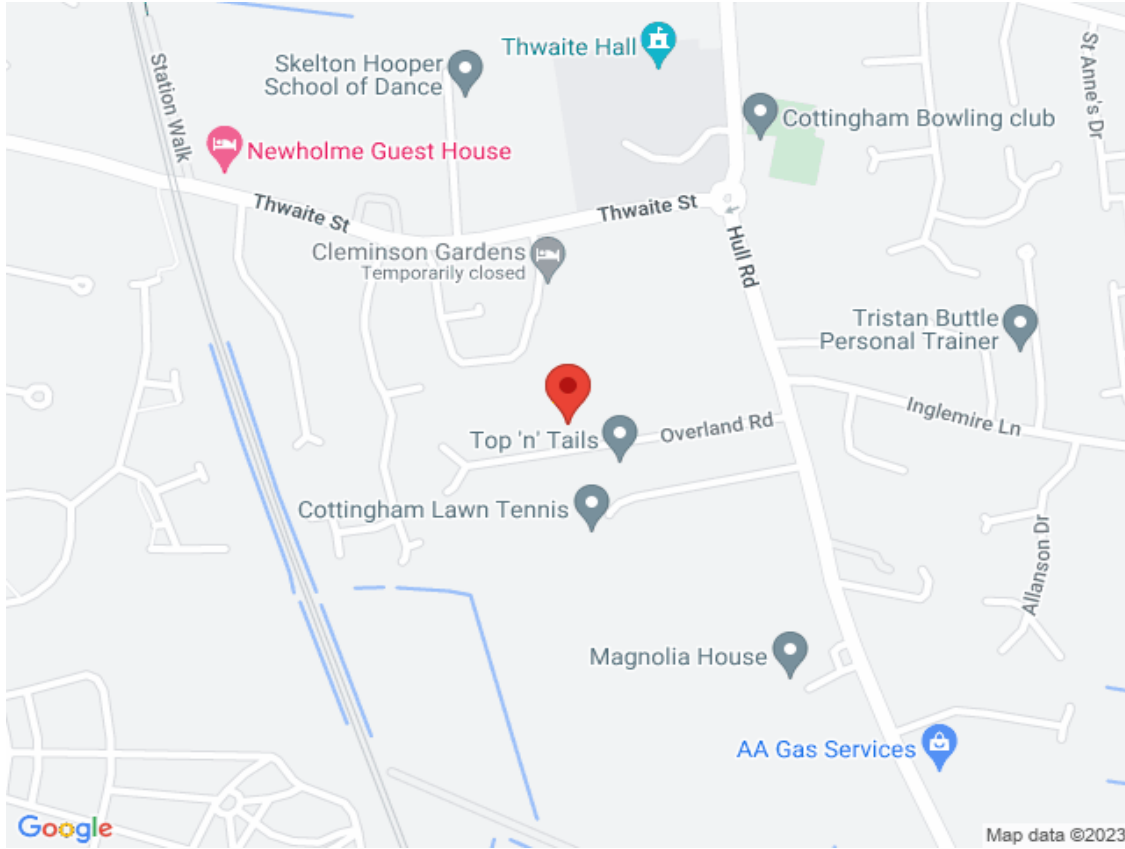 Thwaite Hall
Skelton Hooper
School of Dance
St Anne's Dr
Station Walk
Cottingham Bowling club
Newholme Guest House
Thwaite St
Thwaite St
Hull Rd
Cleminson Gardens
Temporarily closed
Tristan Buttle
Personal Trainer
Inglemire Ln
Overland Rd
Top 'n' Tails
Cottingham Lawn Tennis
Allanson Dr
Magnolia House
AA Gas Services
Google
Map data ©2023